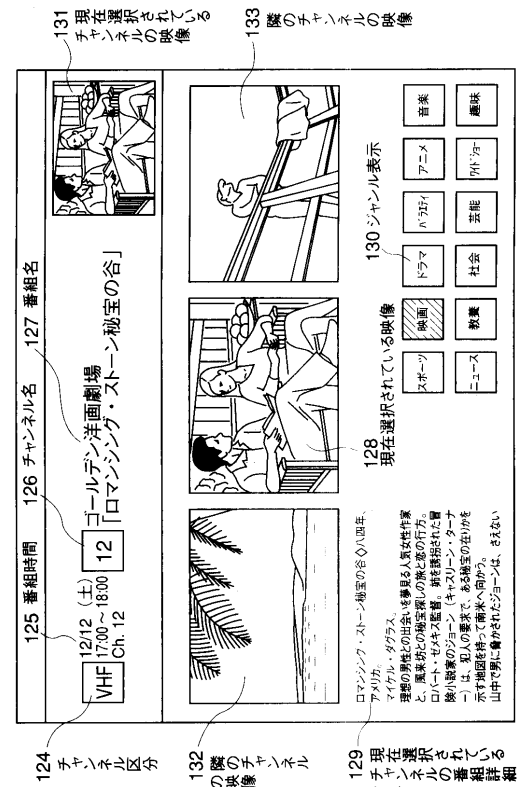 131 現在選択されている
チャンネルの映像
133 隣のチャンネルの映像
125 番組時間
126 チャンネル名
127 番組名
VHF
12/12 (土)
17:00～18:00
Ch. 12
12
ゴールデン洋画劇場
「ロマンシング・ストーン秘宝の谷」
124 チャンネル区分
132 隣のチャンネル
の映像
128
現在選択されている映像
130 ジャンル表示
スポーツ
映画
ドラマ
バラエティ
アニメ
音楽
ニュース
教養
社会
芸能
ワイドショー
趣味
ロマンシング・ストーン秘宝の谷◇八四年、
アメリカ。
マイケル・ダグラス。
理想の男性との出会いを夢見る人気女性作家
と、風来坊との秘宝探しの旅と恋の行方。
ロバート・ゼメキス監督。姉を誘拐された冒
険小説家のジョーン（キャスリーン・ターナ
ー）は、犯人の要求で、ある秘宝の在りかを
示す地図を持って南米へ向かう。
山中で男に脅かされたジョーンは、さえない
129 現在選択されている
チャンネルの番組詳細